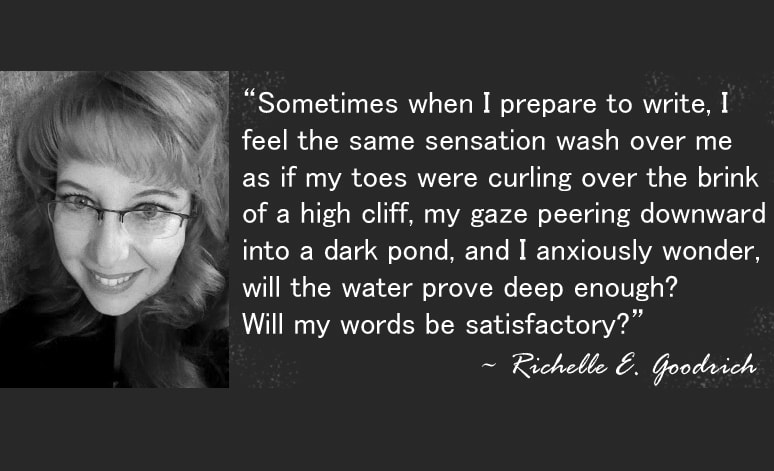 “Sometimes when I prepare to write, I
feel the same sensation wash over me
as if my toes were curling over the brink
of a high cliff, my gaze peering downward
into a dark pond, and I anxiously wonder,
will the water prove deep enough?
Will my words be satisfactory?”
~ Richelle E. Goodrich